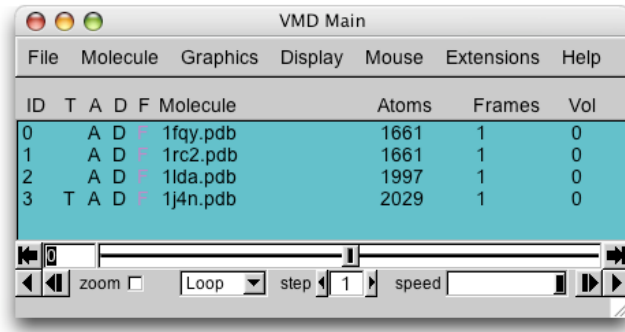 VMD Main
File Molecule Graphics Display Mouse Extensions Help
ID T A D F Molecule Atoms Frames Vol
0 A D F 1fqy.pdb 1661 1 0
1 A D F 1rc2.pdb 1661 1 0
2 A D F 1lda.pdb 1997 1 0
3 T A D F 1j4n.pdb 2029 1 0
0
zoom Loop step 1 speed